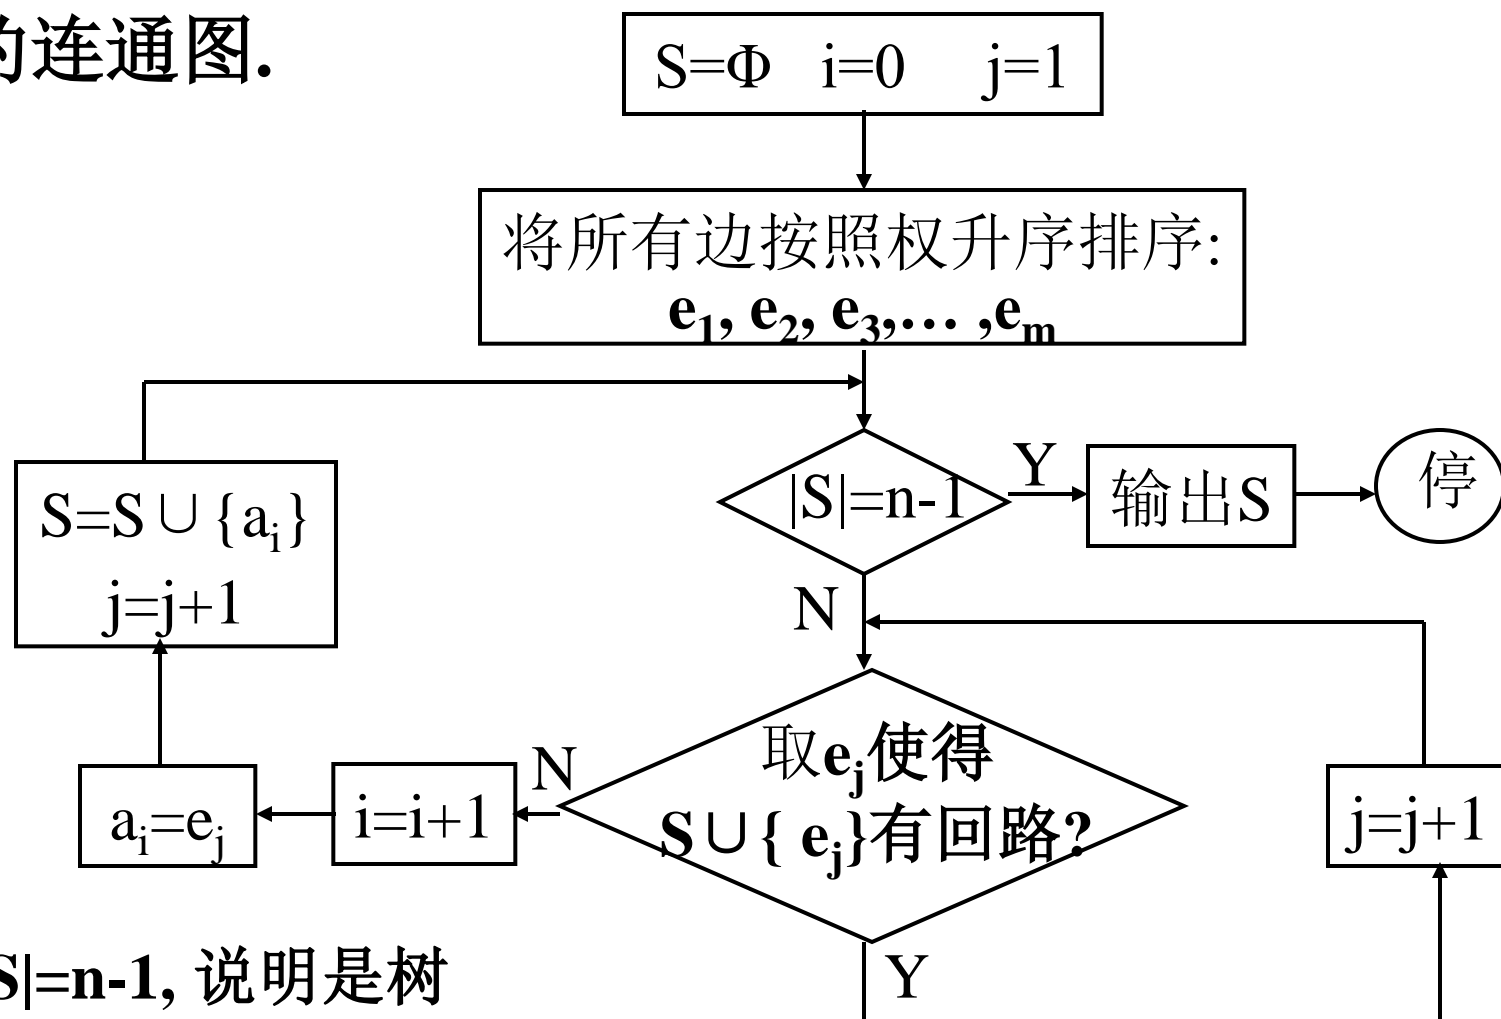 的连通图.
S=Φ i=0 j=1
将所有边按照权升序排序:
e1, e2, e3,… ,em
|S|=n-1
Y
输出S
停
S=S∪{ai}
j=j+1
N
取ej使得
S∪{ ej}有回路?
N
i=i+1
ai=ej
j=j+1
Y
S|=n-1, 说明是树